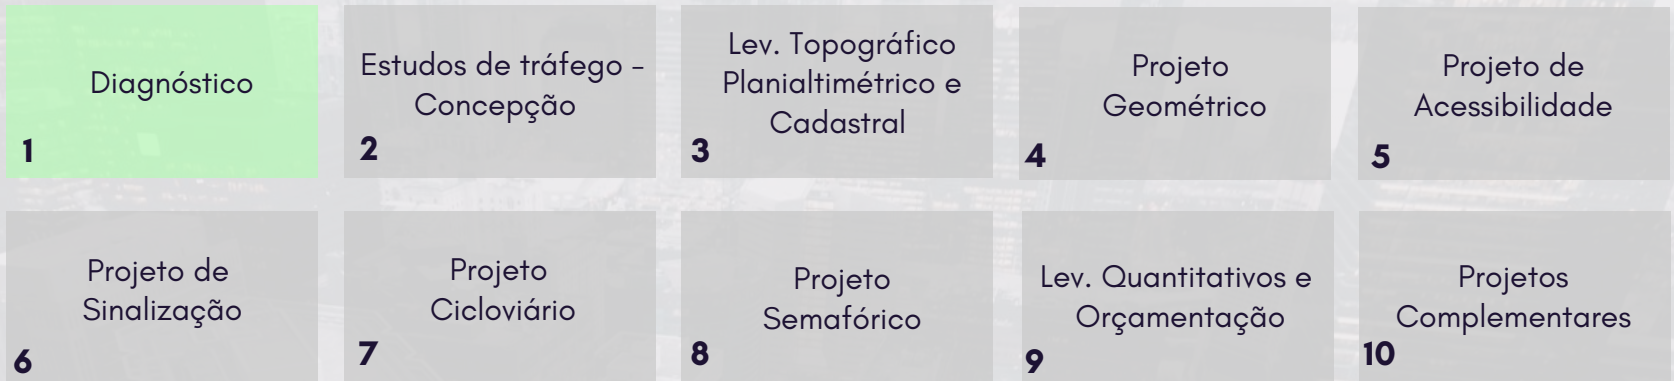 Diagnóstico
1
Estudos de tráfego -
Concepção
2
Lev. Topográfico
Planialtimétrico e
Cadastral
3
Projeto
Geométrico
4
Projeto de
Acessibilidade
5
Projeto de
Sinalização
6
Projeto
Cicloviário
7
Projeto
Semafórico
8
Lev. Quantitativos e
Orçamentação
9
Projetos
Complementares
10